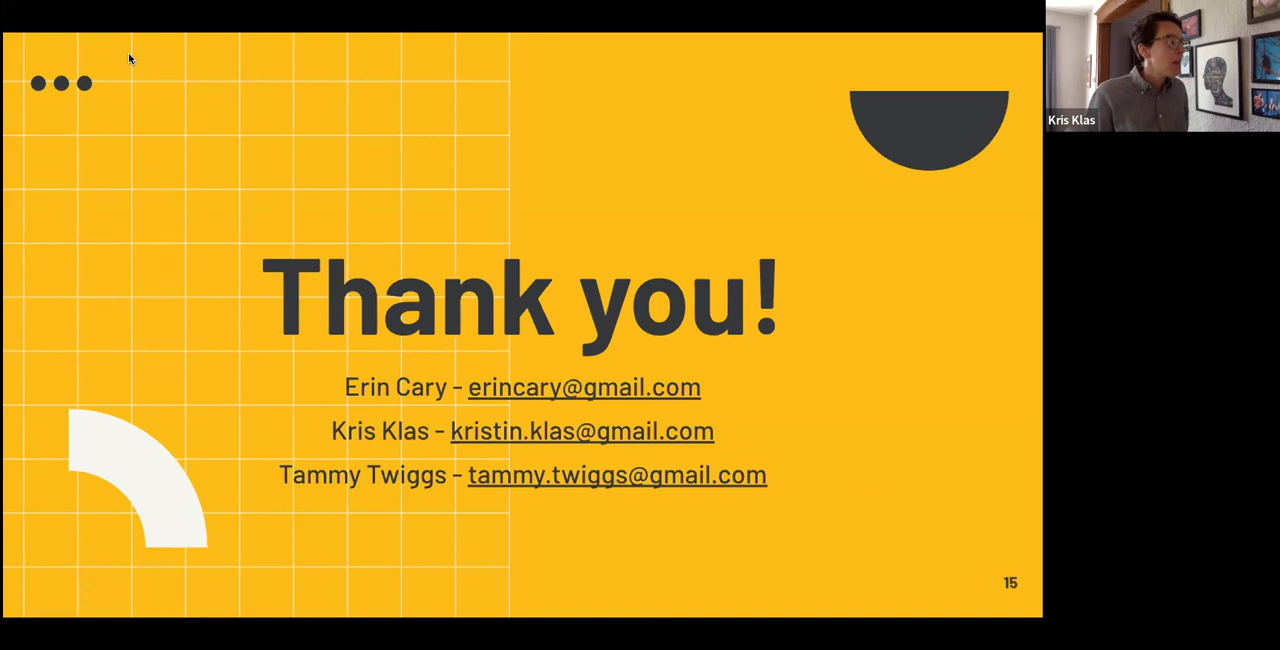 Kris Klas
Thank you!
Erin Cary - erincary@gmail.com
Kris Klas - kristin.klas@gmail.com
Tammy Twiggs - tammy.twiggs@gmail.com
15